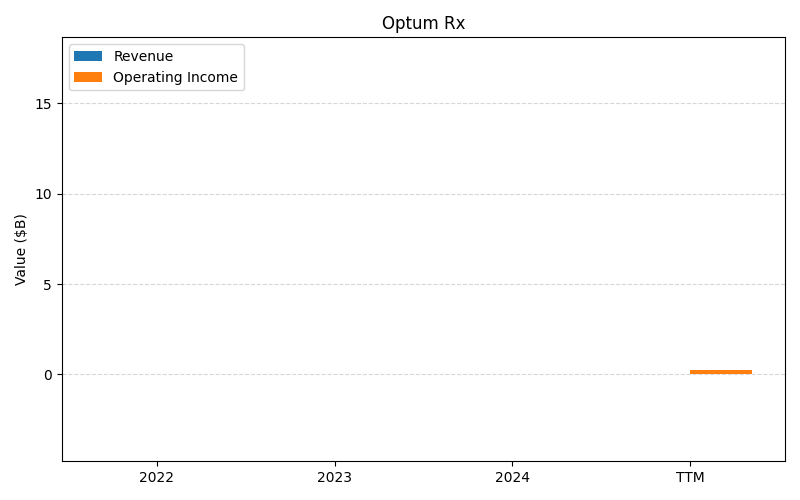 Optum Rx
Revenue
Operating Income
Value ($B)
15
10
5
0
2022 2023 2024 TTM